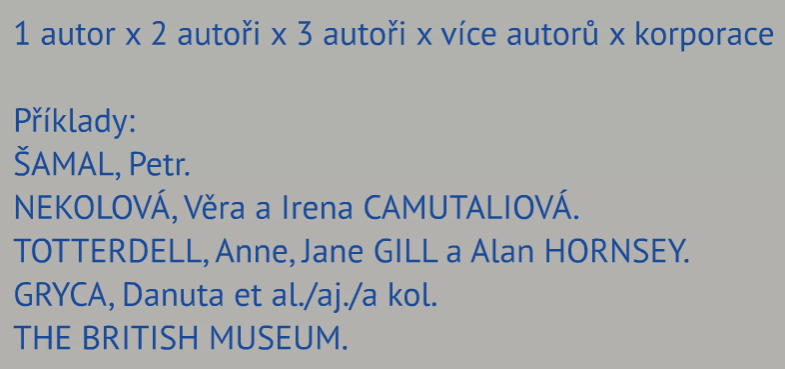 1 autor x 2 autoři x 3 autoři x více autorů x korporace
Příklady:
ŠAMAL, Petr.
NEKOLOVÁ, Věra a Irena CAMUTALIOVÁ.
TOTTERDELL, Anne, Jane GILL a Alan HORNSEY.
GRYCA, Danuta et al./aj./a kol.
THE BRITISH MUSEUM.